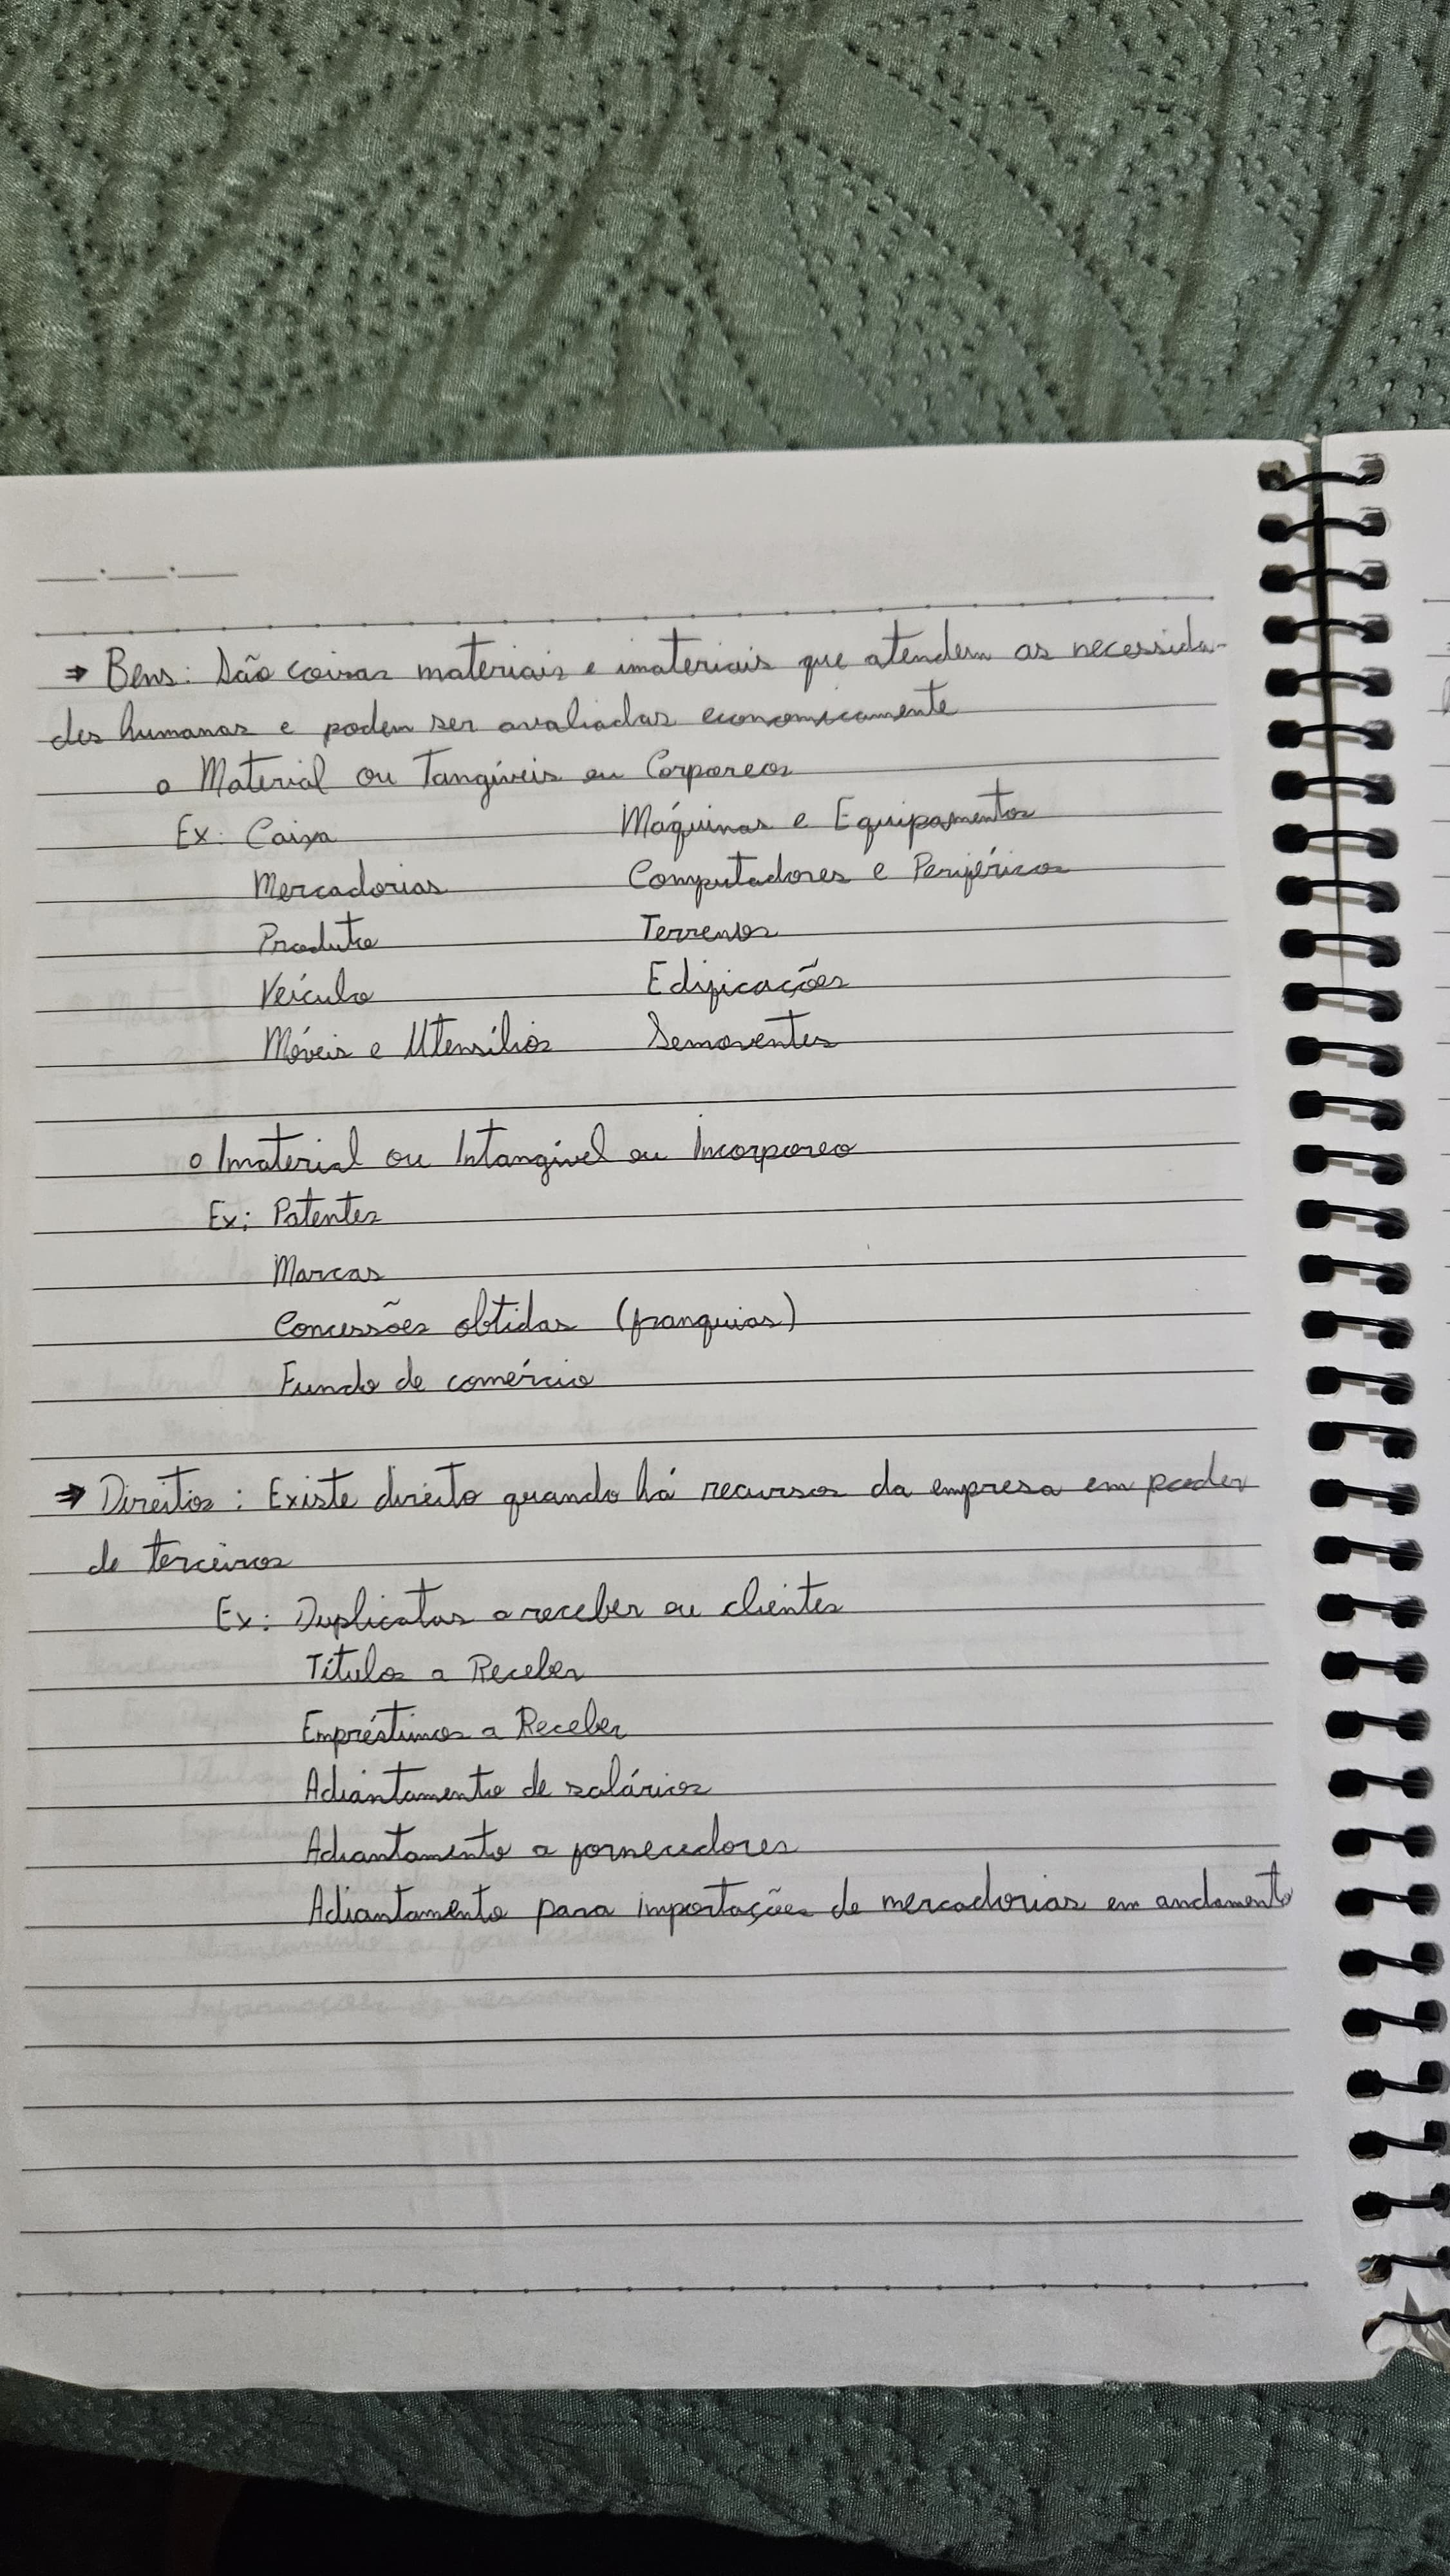 ⇒ Bens: São coisas materiais e imateriais que atendem as necessida-
des humanas e podem ser avaliadas economicamente
o Material ou Tangíveis ou Corporeos
Ex: Caixa Máquinas e Equipamentos
Mercadorias Computadores e Periféricos
Produto Terrenos
Veículo Edificações
Móveis e Utensílios Semoventes
o Imaterial ou Intangível ou Incorporeo
Ex: Patentes
Marcas
Concessões obtidas (franquias)
Fundo de comércio
⇒ Direitos: Existe direito quando há recursos da empresa em poder
de terceiros
Ex: Duplicatas a receber ou clientes
Títulos a Receber
Empréstimos a Receber
Adiantamento de salários
Adiantamento a fornecedores
Adiantamento para importações de mercadorias em andamento